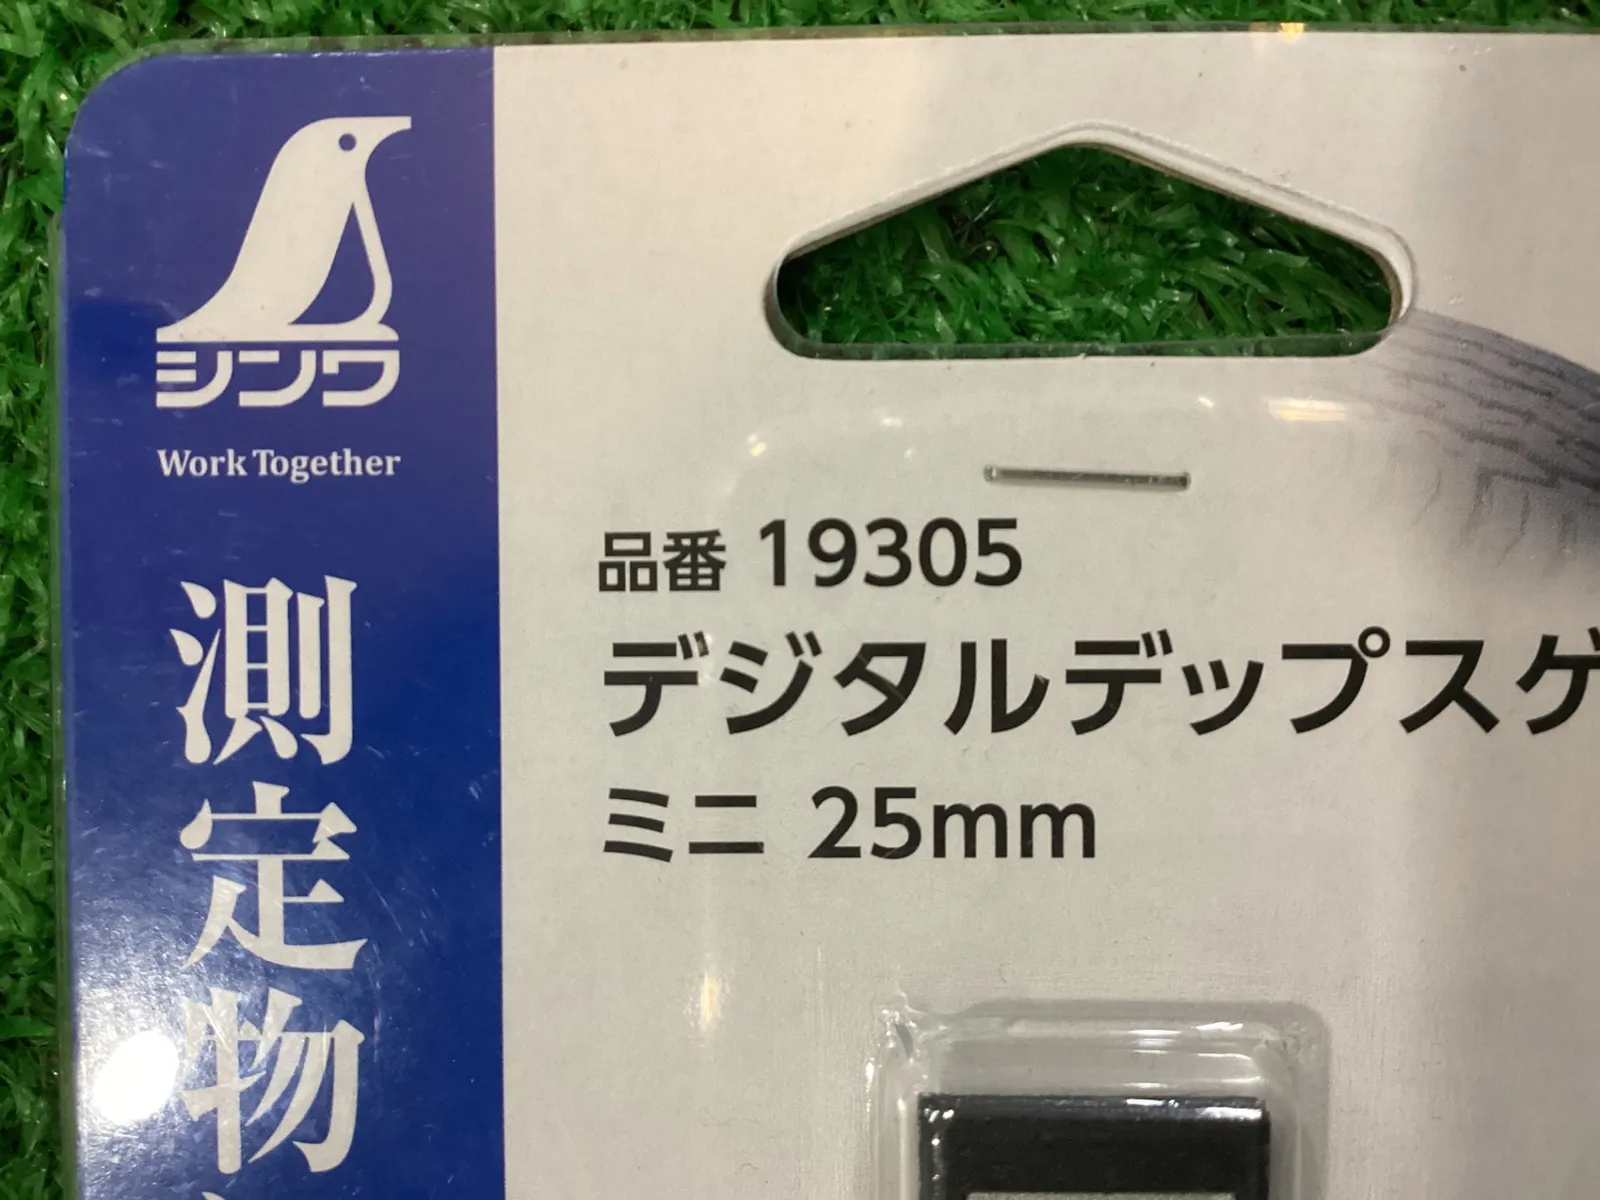 シンワ
Work Together
測定物
品番 19305
デジタルデップスゲ
ミニ 25mm